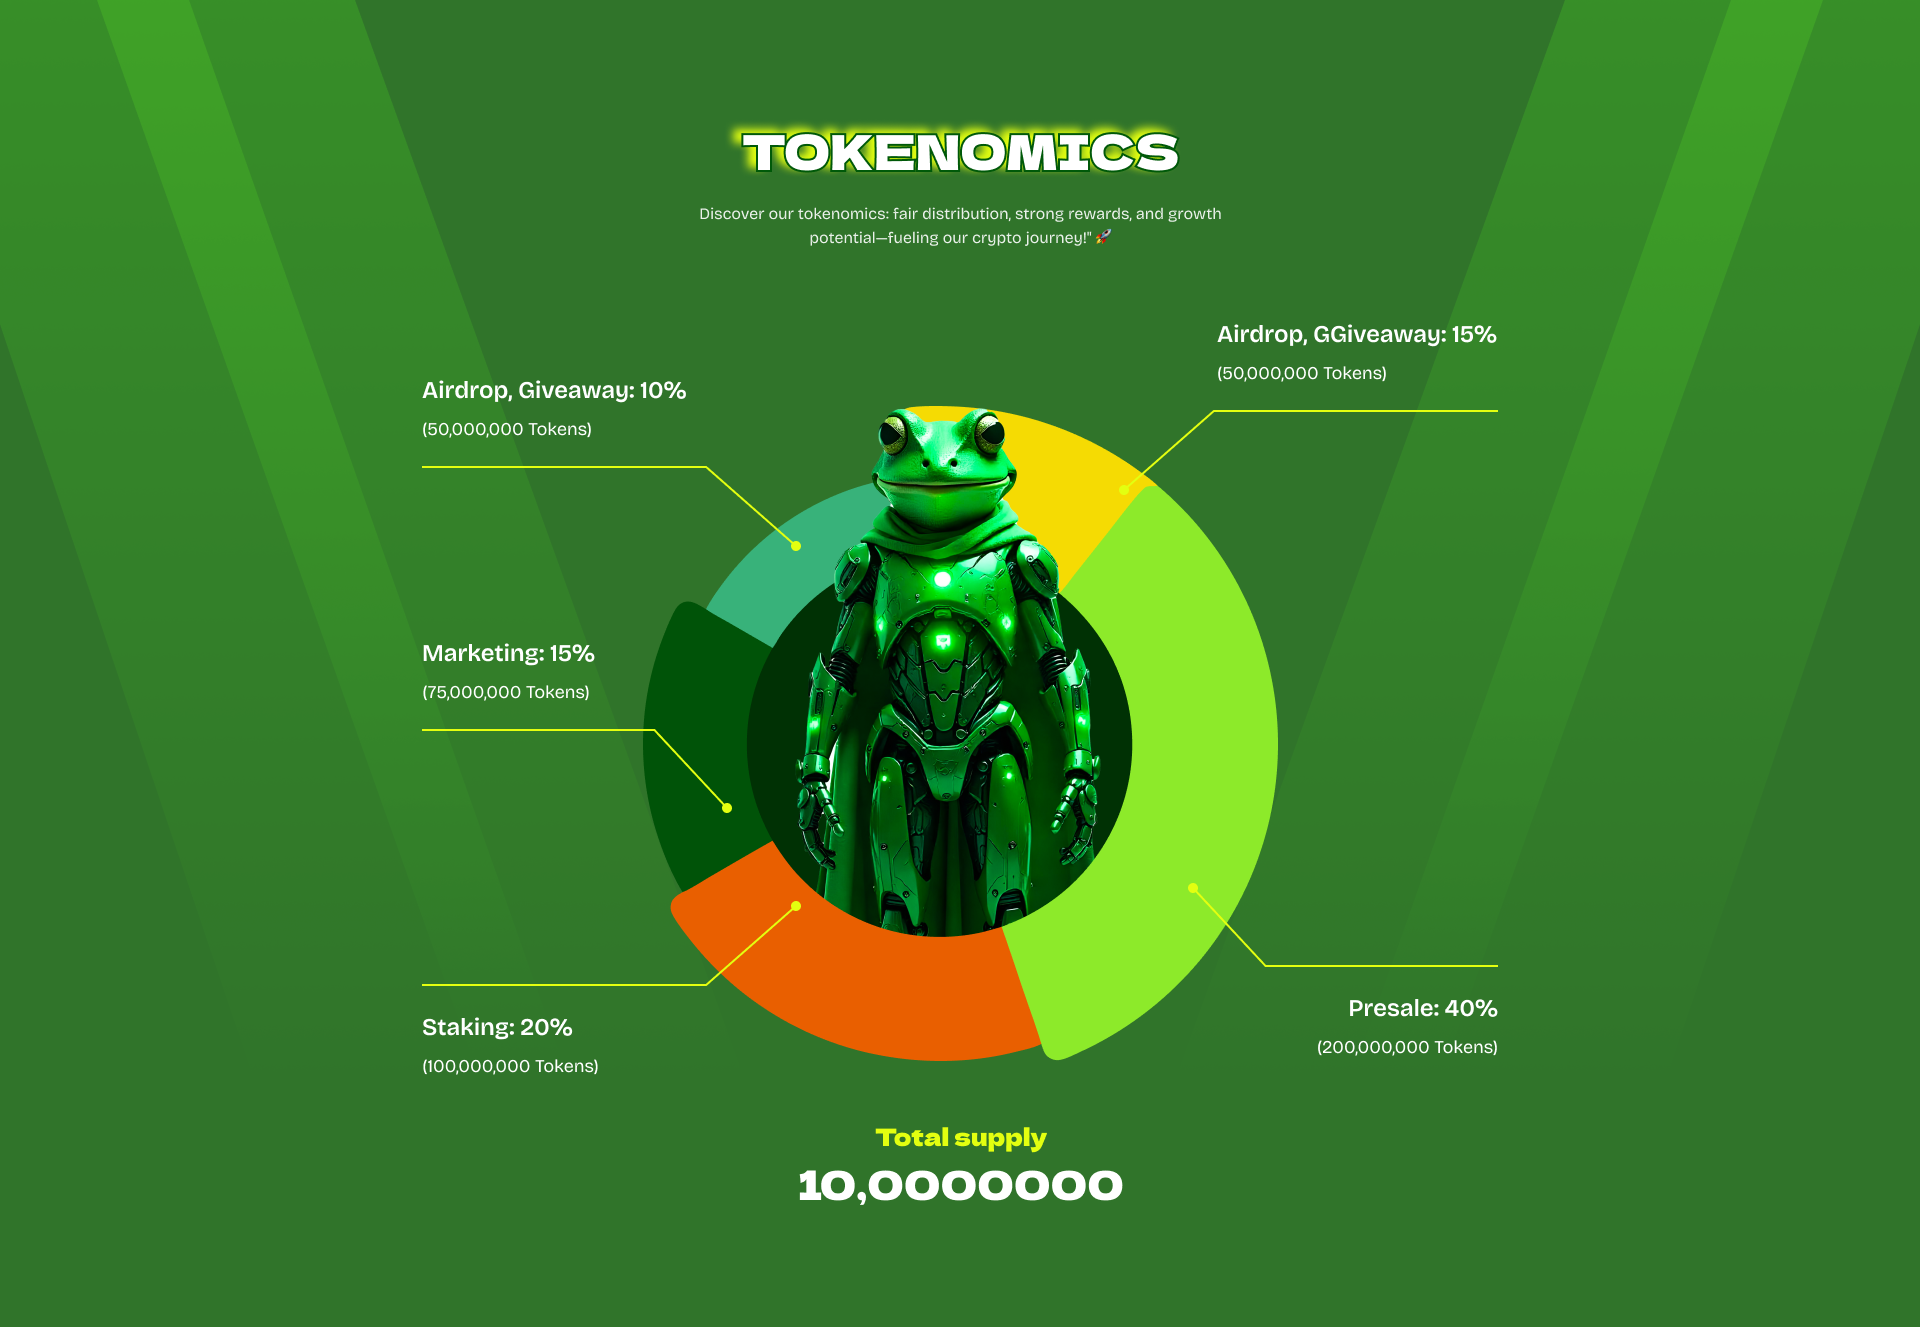 TOKENOMICS
Discover our tokenomics: fair distribution, strong rewards, and growth
potential—fueling our crypto journey!" 🚀
Airdrop, GGiveaway: 15%
(50,000,000 Tokens)
Airdrop, Giveaway: 10%
(50,000,000 Tokens)
Marketing: 15%
(75,000,000 Tokens)
Staking: 20%
(100,000,000 Tokens)
Presale: 40%
(200,000,000 Tokens)
Total supply
10,0000000